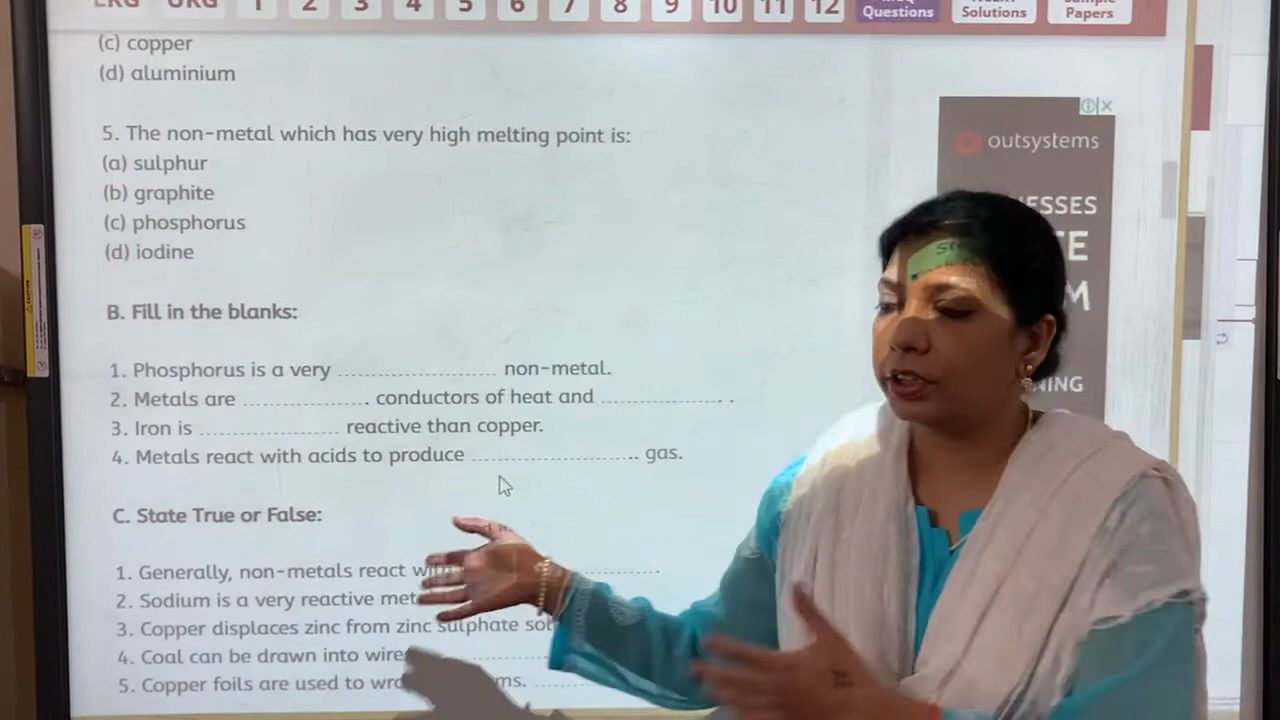 LKG UKG 1 2 3 4 5 6 7 8 9 10 11 12 MCQ Questions NCERT Solutions Sample Papers
(c) copper
(d) aluminium
5. The non-metal which has very high melting point is:
(a) sulphur
(b) graphite
(c) phosphorus
(d) iodine
B. Fill in the blanks:
1. Phosphorus is a very ........................ non-metal.
2. Metals are .................... conductors of heat and ................... .
3. Iron is ...................... reactive than copper.
4. Metals react with acids to produce .......................... gas.
C. State True or False:
1. Generally, non-metals react
2. Sodium is a very reactive
3. Copper displaces zinc from zinc sulphate
4. Coal can be drawn into
5. Copper foils are used to
outsystems